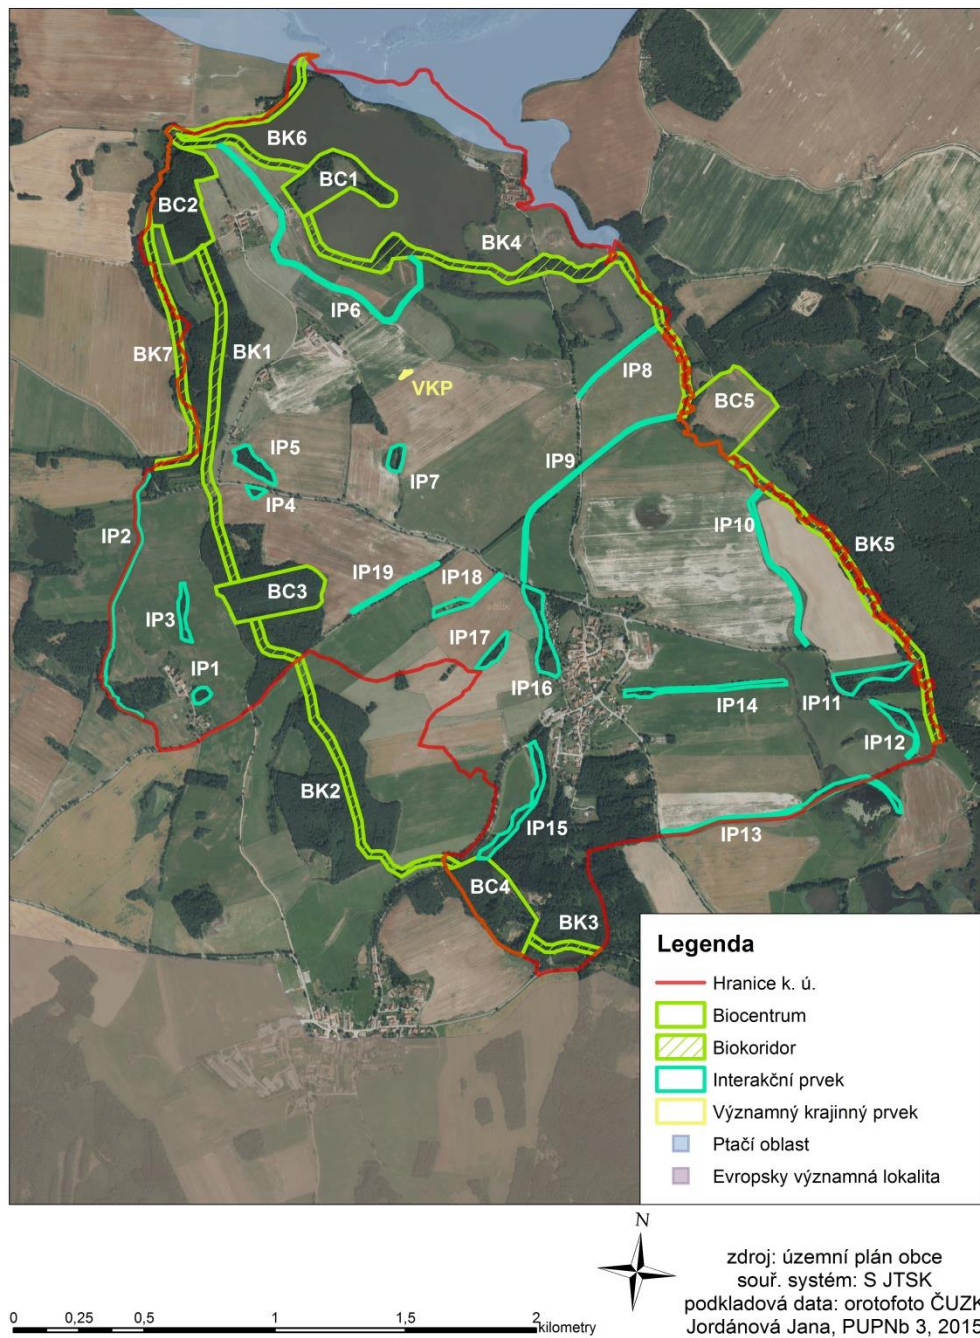 BK6
BC1
BC2
BK4
IP6
BK1
BK7
VKP
IP8
BC5
IP5
IP7
IP9
IP4
IP2
IP10
BK5
IP19
IP18
BC3
IP3
IP17
IP1
IP16
IP14
IP11
IP12
BK2
IP15
IP13
BC4
BK3
Legenda
Hranice k. ú.
Biocentrum
Biokoridor
Interakční prvek
Významný krajinný prvek
Ptačí oblast
Evropsky významná lokalita
N
zdroj: územní plán obce
souř. systém: S JTSK
podkladová data: orotofoto ČUZK
Jordánová Jana, PUPNb 3, 2015
0 0,25 0,5 1 1,5 2 kilometry